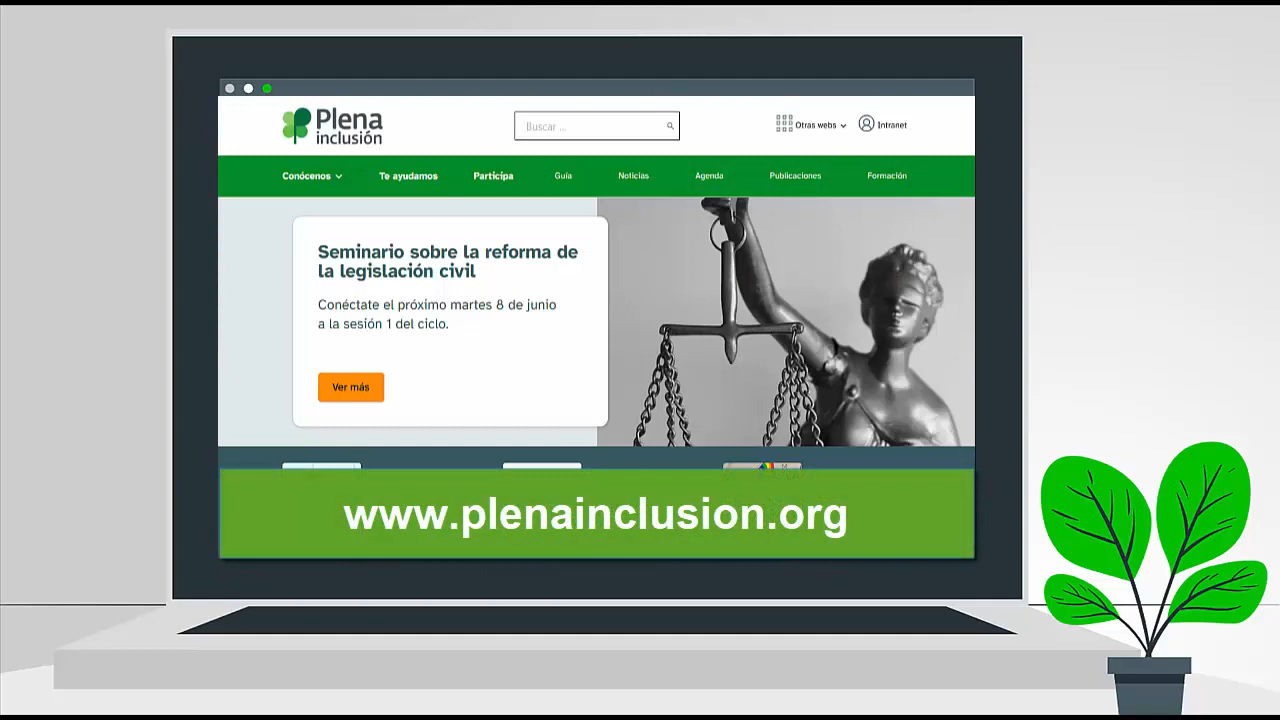 Plena
inclusión
Buscar ...
Otras webs
Intranet
Conócenos
Te ayudamos
Participa
Guía
Noticias
Agenda
Publicaciones
Formación
Seminario sobre la reforma de
la legislación civil
Conéctate el próximo martes 8 de junio
a la sesión 1 del ciclo.
Ver más
www.plenainclusion.org